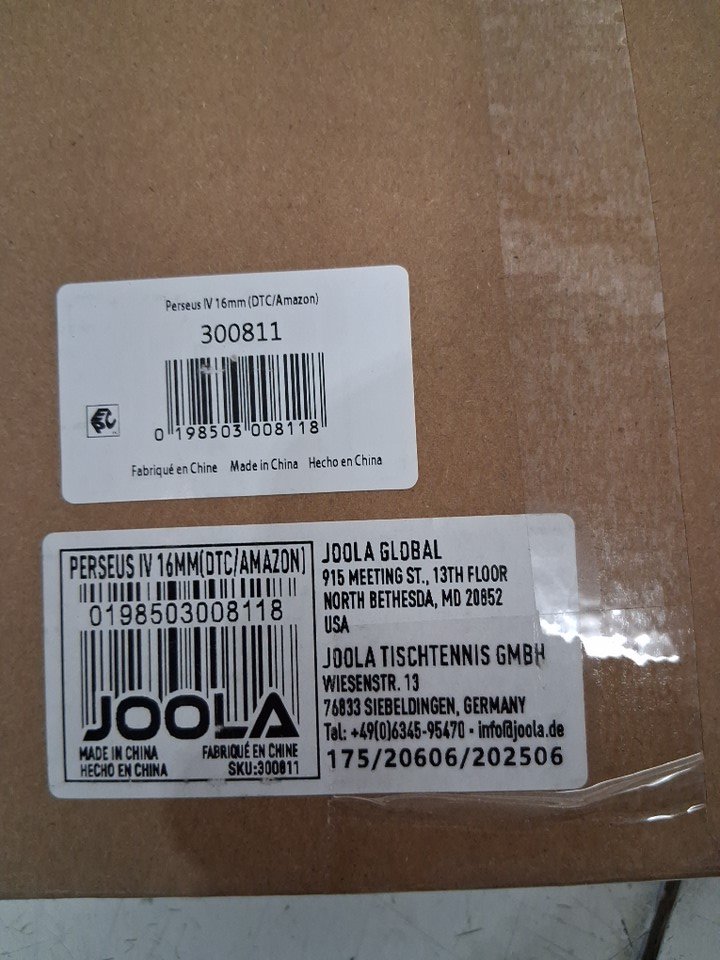 Perseus IV 16mm (DTC/Amazon)
300811
0 198503 008118
Fabriqué en Chine Made in China Hecho en China
PERSEUS IV 16MM(DTC/AMAZON)
0198503008118
JOOLA
MADE IN CHINA FABRIQUÉ EN CHINE
HECHO EN CHINA SKU:300811
JOOLA GLOBAL
915 MEETING ST., 13TH FLOOR
NORTH BETHESDA, MD 20852
USA
JOOLA TISCHTENNIS GMBH
WIESENSTR. 13
76833 SIEBELDINGEN, GERMANY
Tel: +49(0)6345-95470 • info@joola.de
175/20606/202506